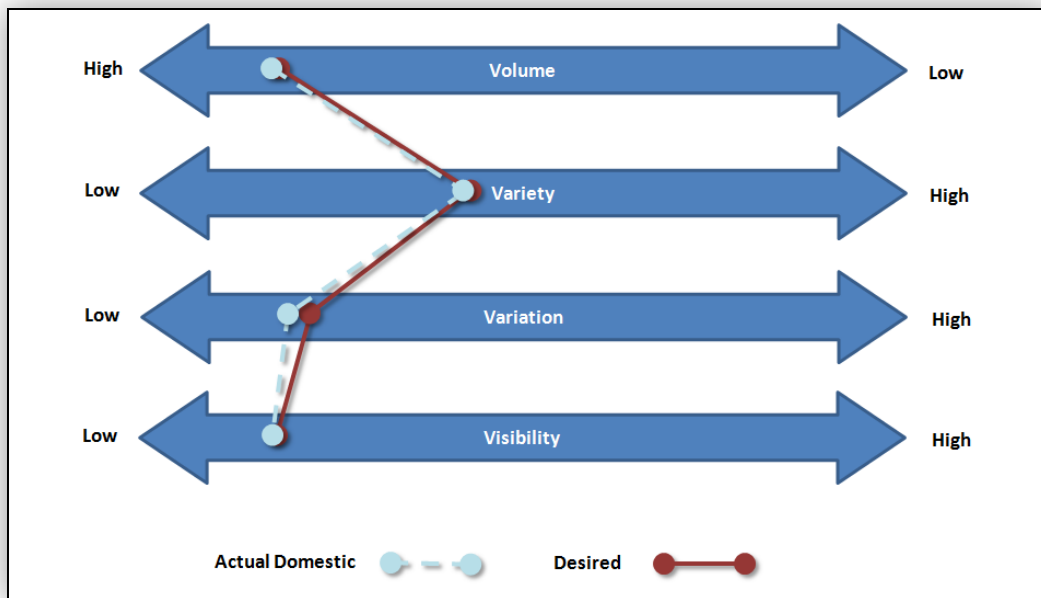 High Volume Low
Low Variety High
Low Variation High
Low Visibility High
Actual Domestic Desired